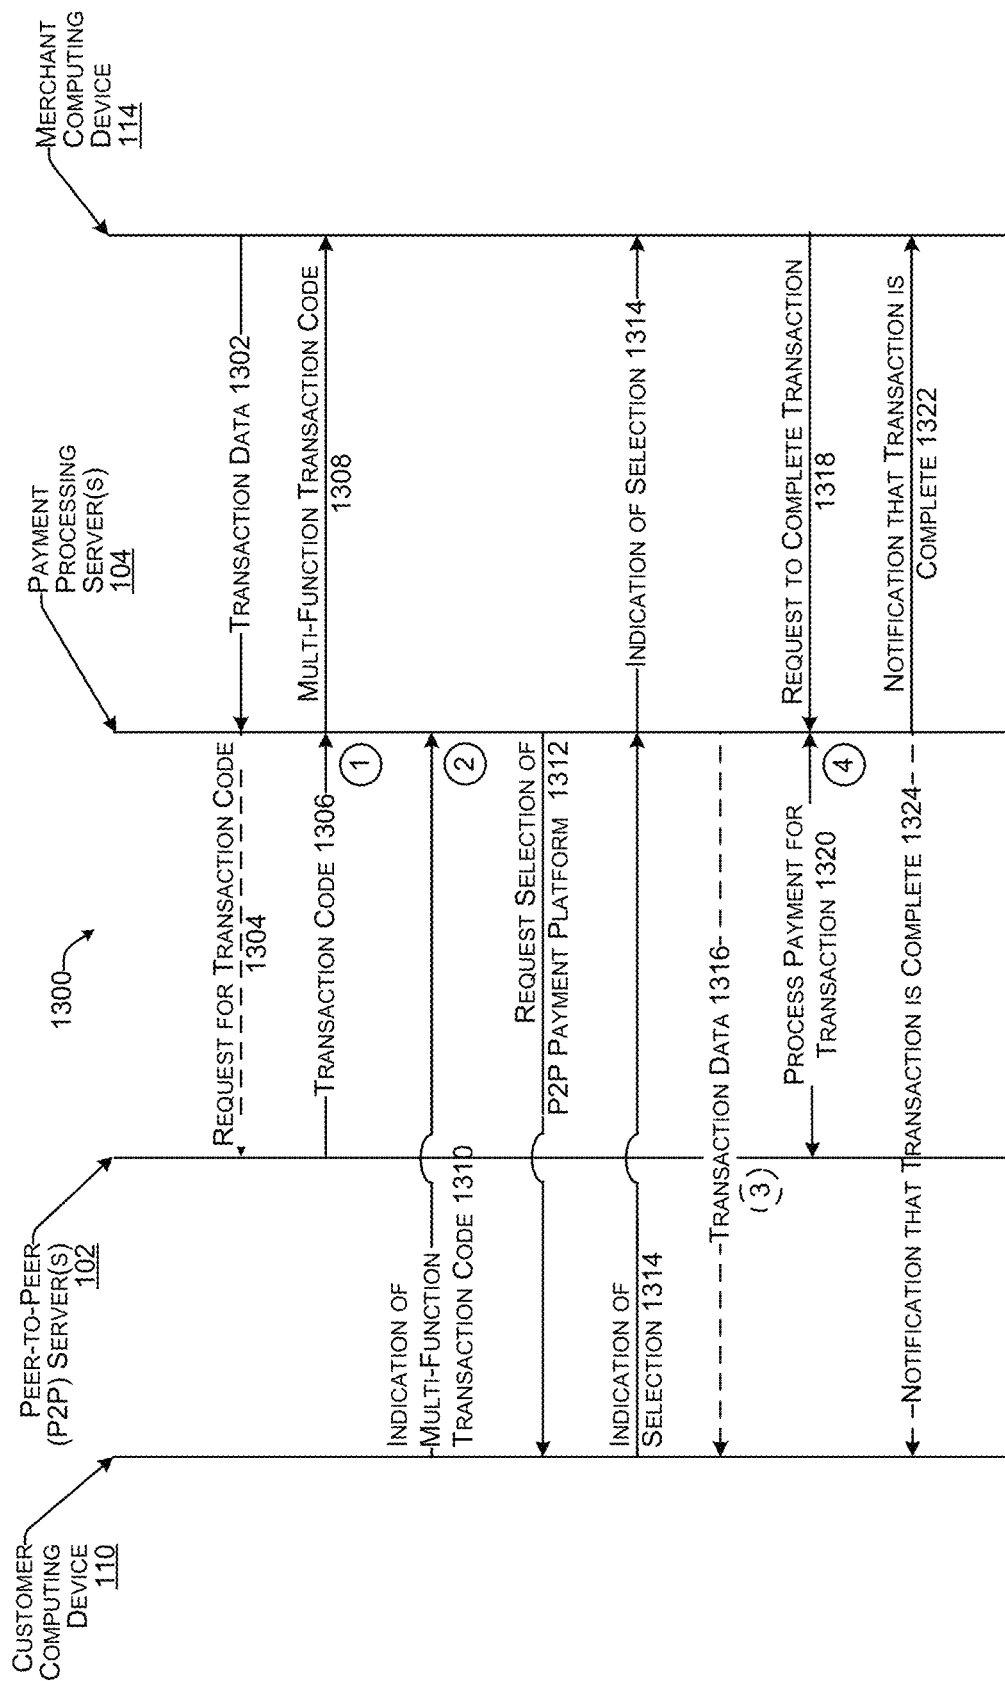 1300
CUSTOMER
COMPUTING
DEVICE
110
PEER-TO-PEER
(P2P) SERVER(S)
102
PAYMENT
PROCESSING
SERVER(S)
104
MERCHANT
COMPUTING
DEVICE
114
TRANSACTION DATA 1302
REQUEST FOR TRANSACTION CODE
1304
TRANSACTION CODE 1306
1
MULTI-FUNCTION TRANSACTION CODE
1308
INDICATION OF
MULTI-FUNCTION
TRANSACTION CODE 1310
2
REQUEST SELECTION OF
P2P PAYMENT PLATFORM 1312
INDICATION OF
SELECTION 1314
INDICATION OF SELECTION 1314
TRANSACTION DATA 1316
3
REQUEST TO COMPLETE TRANSACTION
1318
PROCESS PAYMENT FOR
TRANSACTION 1320
4
NOTIFICATION THAT TRANSACTION IS
COMPLETE 1322
NOTIFICATION THAT TRANSACTION IS COMPLETE 1324